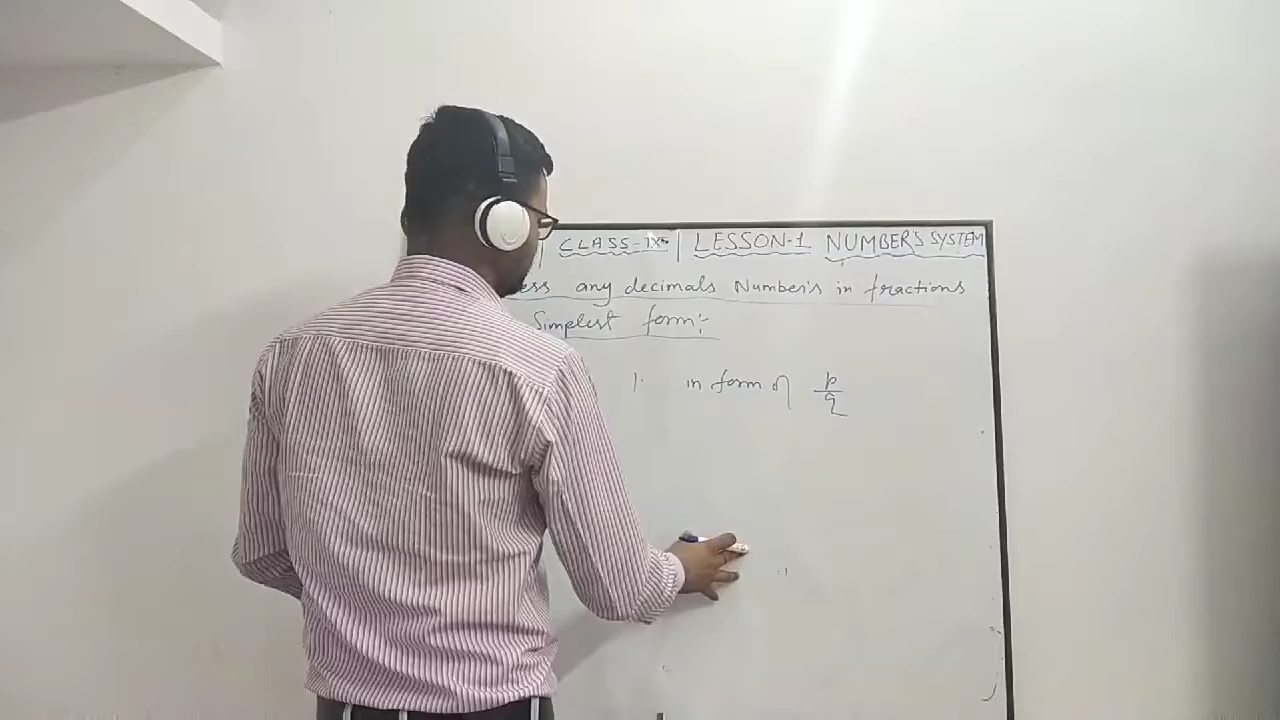 CLASS-IX | LESSON-1 NUMBER'S SYSTEM
ess any decimals Number's in fractions
Simplest form:
in form of p/q